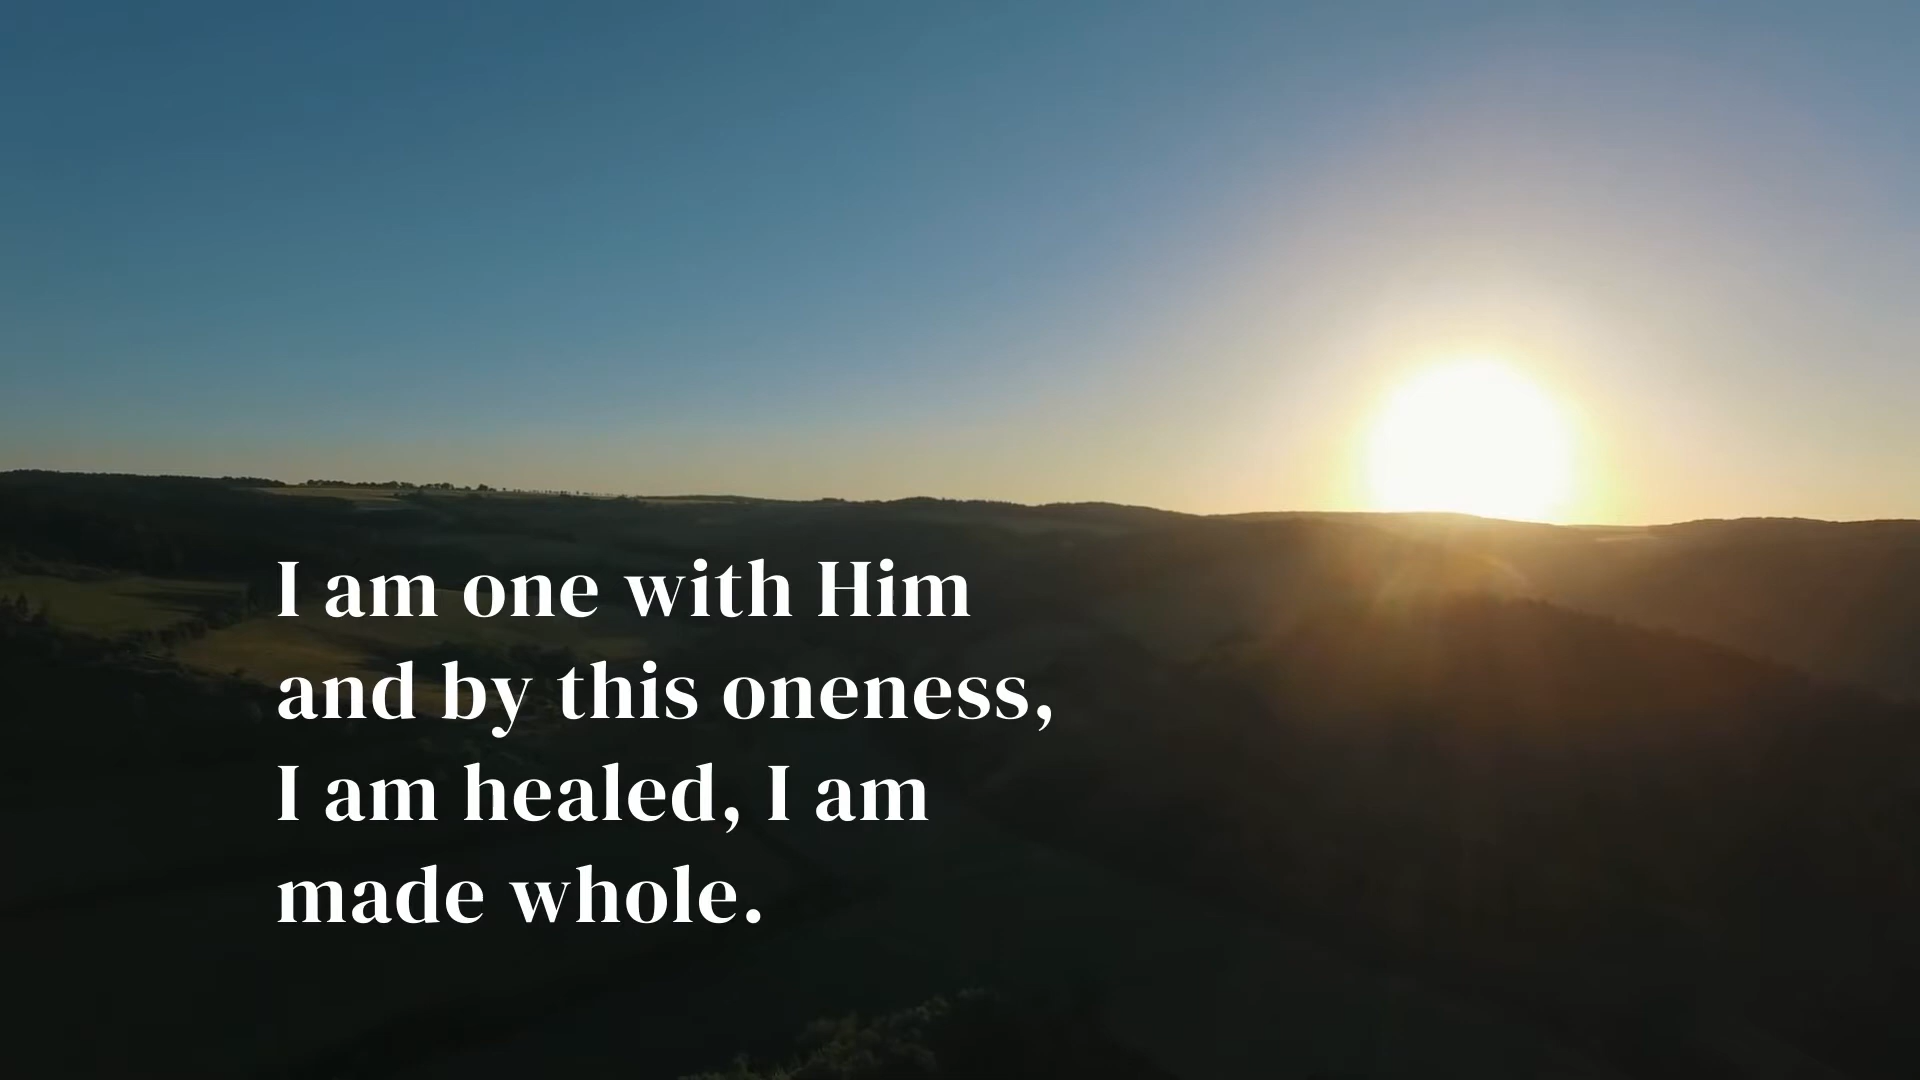 I am one with Him
and by this oneness,
I am healed, I am
made whole.